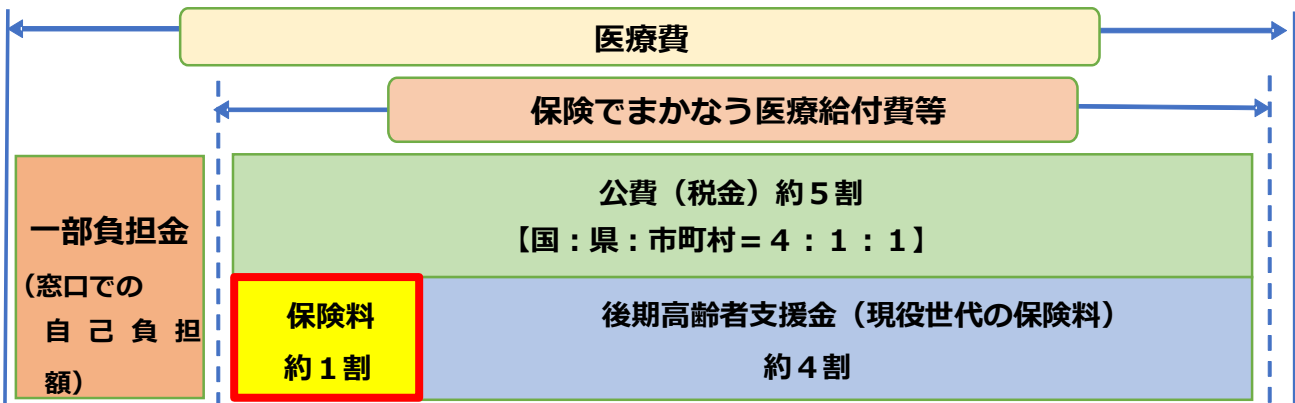 医療費
保険でまかなう医療給付費等
一部負担金
（窓口での
自己負担
額）
公費（税金）約５割
【国：県：市町村＝４：１：１】
保険料
約１割
後期高齢者支援金（現役世代の保険料）
約４割